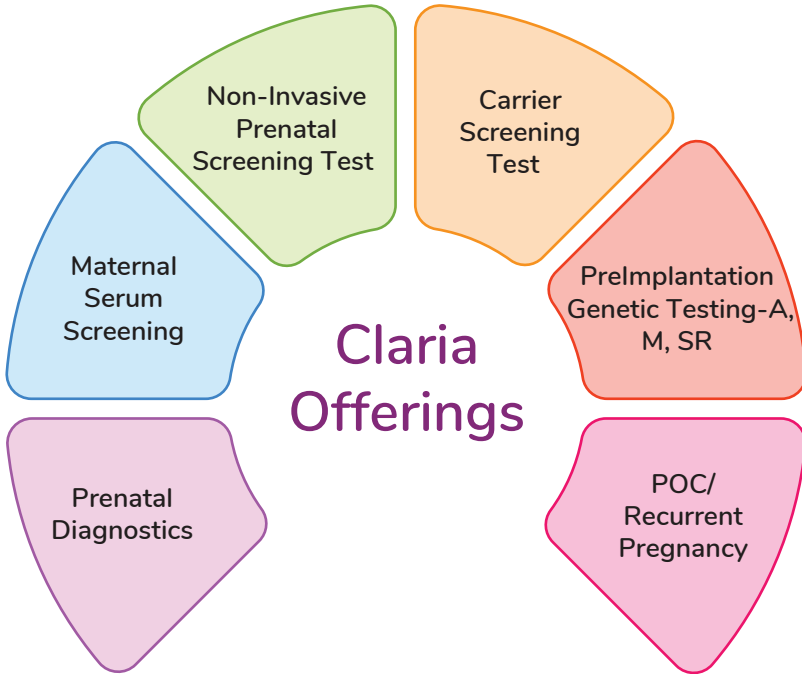 Non-Invasive
Prenatal
Screening Test
Carrier
Screening
Test
Maternal
Serum
Screening
PreImplantation
Genetic Testing-A,
M, SR
Claria
Offerings
Prenatal
Diagnostics
POC/
Recurrent
Pregnancy